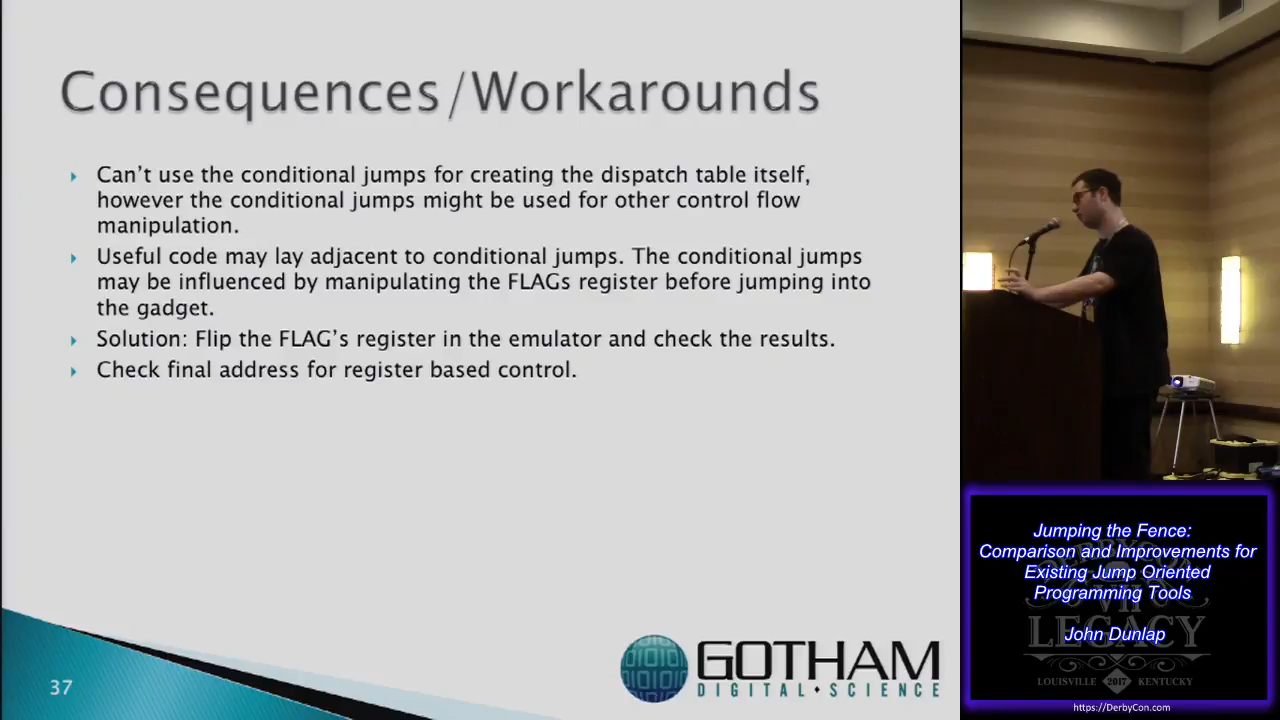 Consequences/Workarounds
Can't use the conditional jumps for creating the dispatch table itself,
however the conditional jumps might be used for other control flow
manipulation.
Useful code may lay adjacent to conditional jumps. The conditional jumps
may be influenced by manipulating the FLAGs register before jumping into
the gadget.
Solution: Flip the FLAG's register in the emulator and check the results.
Check final address for register based control.
37
GOTHAM
DIGITAL SCIENCE
Jumping the Fence:
Comparison and Improvements for
Existing Jump Oriented
Programming Tools
John Dunlap
DERBYCON
VII
LEGACY
LOUISVILLE 2017 KENTUCKY
https://DerbyCon.com